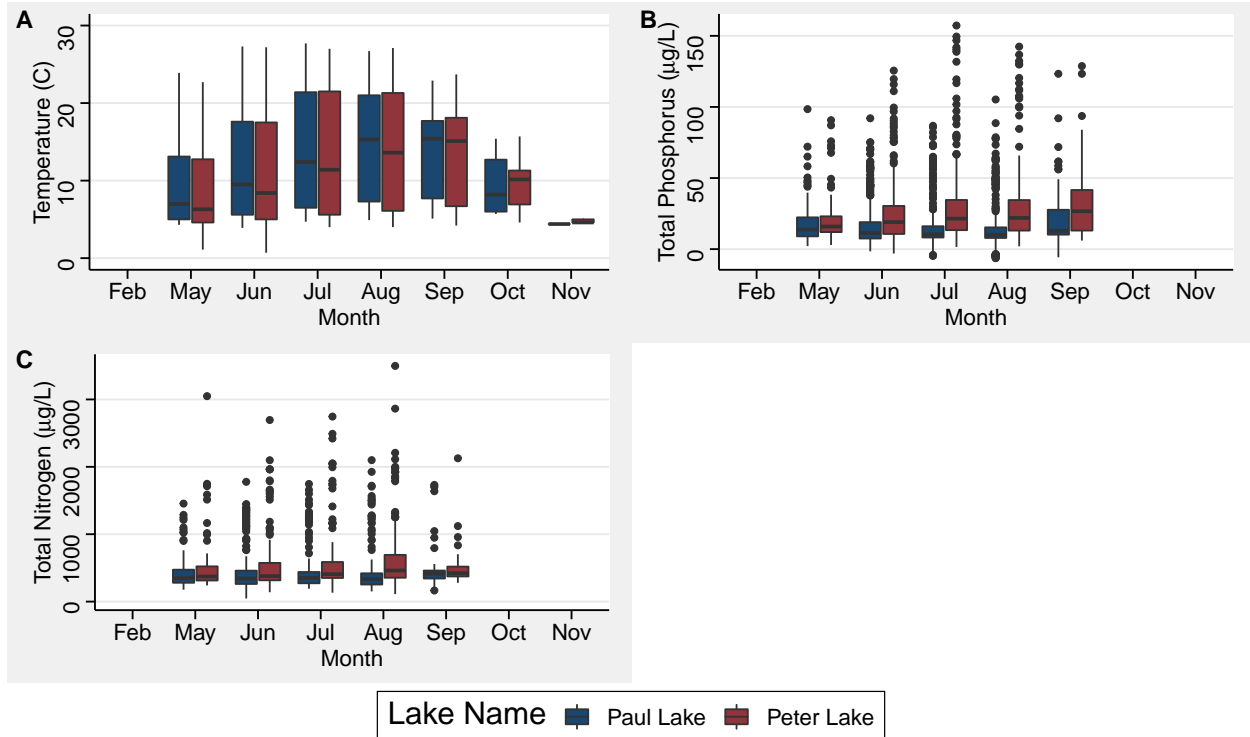 A
Temperature (C)
30
20
10
0
Feb May Jun Jul Aug Sep Oct Nov
Month
B
Total Phosphorus (µg/L)
150
100
50
0
Feb May Jun Jul Aug Sep Oct Nov
Month
C
Total Nitrogen (µg/L)
3000
2000
1000
0
Feb May Jun Jul Aug Sep Oct Nov
Month
Lake Name Paul Lake Peter Lake